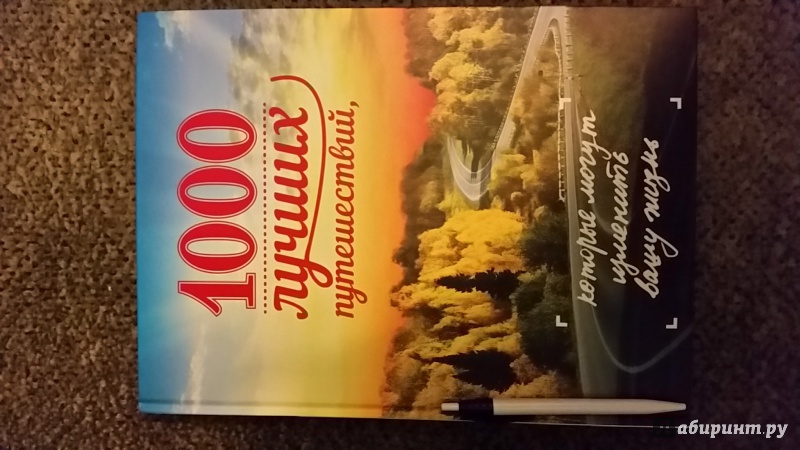 1000
лучших
путешествий,
которые могут
изменить
вашу жизнь
абиринт.ру